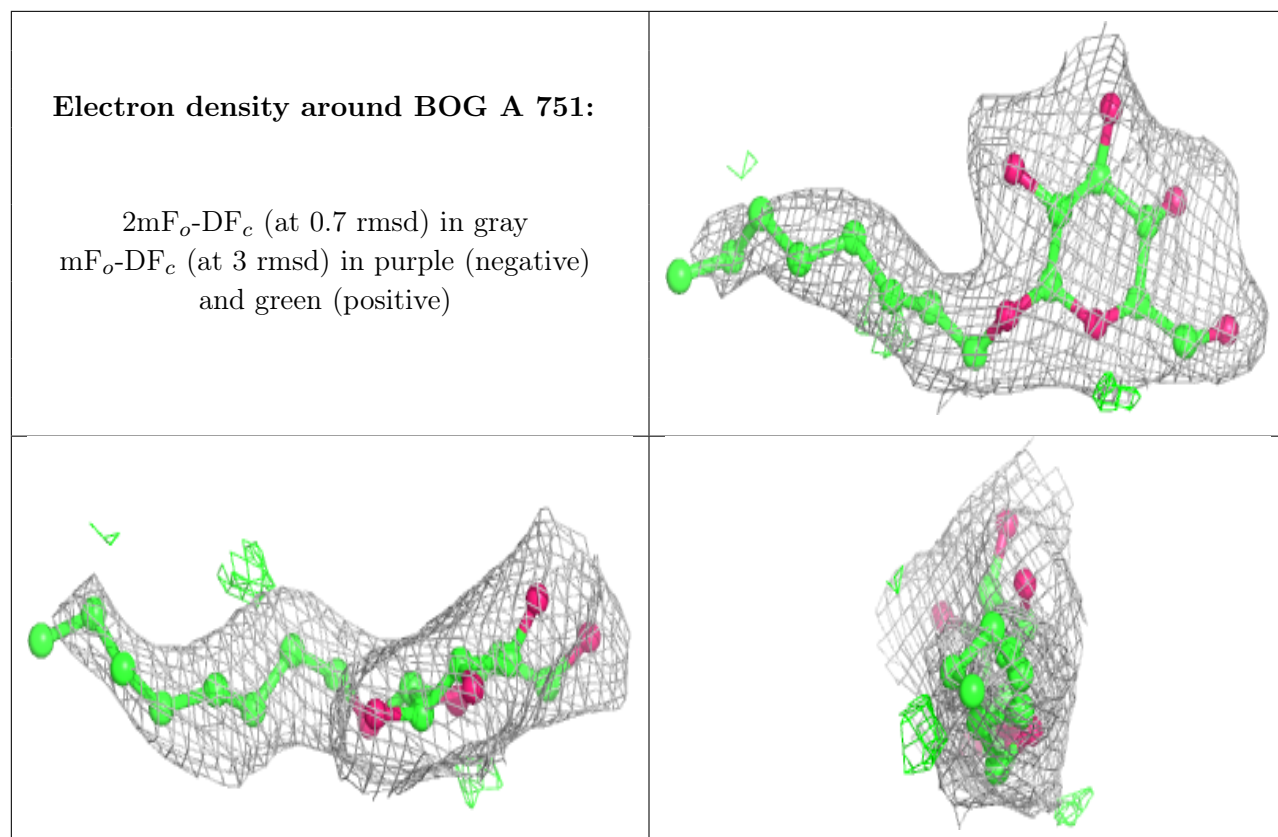 Electron density around BOG A 751:
2mFo-DFc (at 0.7 rmsd) in gray
mFo-DFc (at 3 rmsd) in purple (negative)
and green (positive)